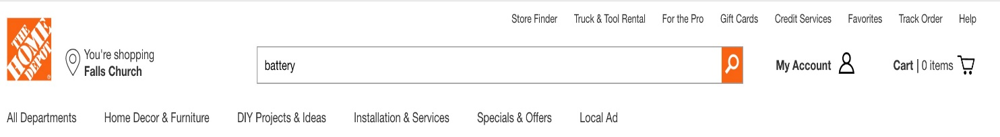 Store Finder Truck & Tool Rental For the Pro Gift Cards Credit Services Favorites Track Order Help
THE
HOME
DEPOT
You're shopping
Falls Church
battery
My Account
Cart | 0 items
All Departments Home Decor & Furniture DIY Projects & Ideas Installation & Services Specials & Offers Local Ad